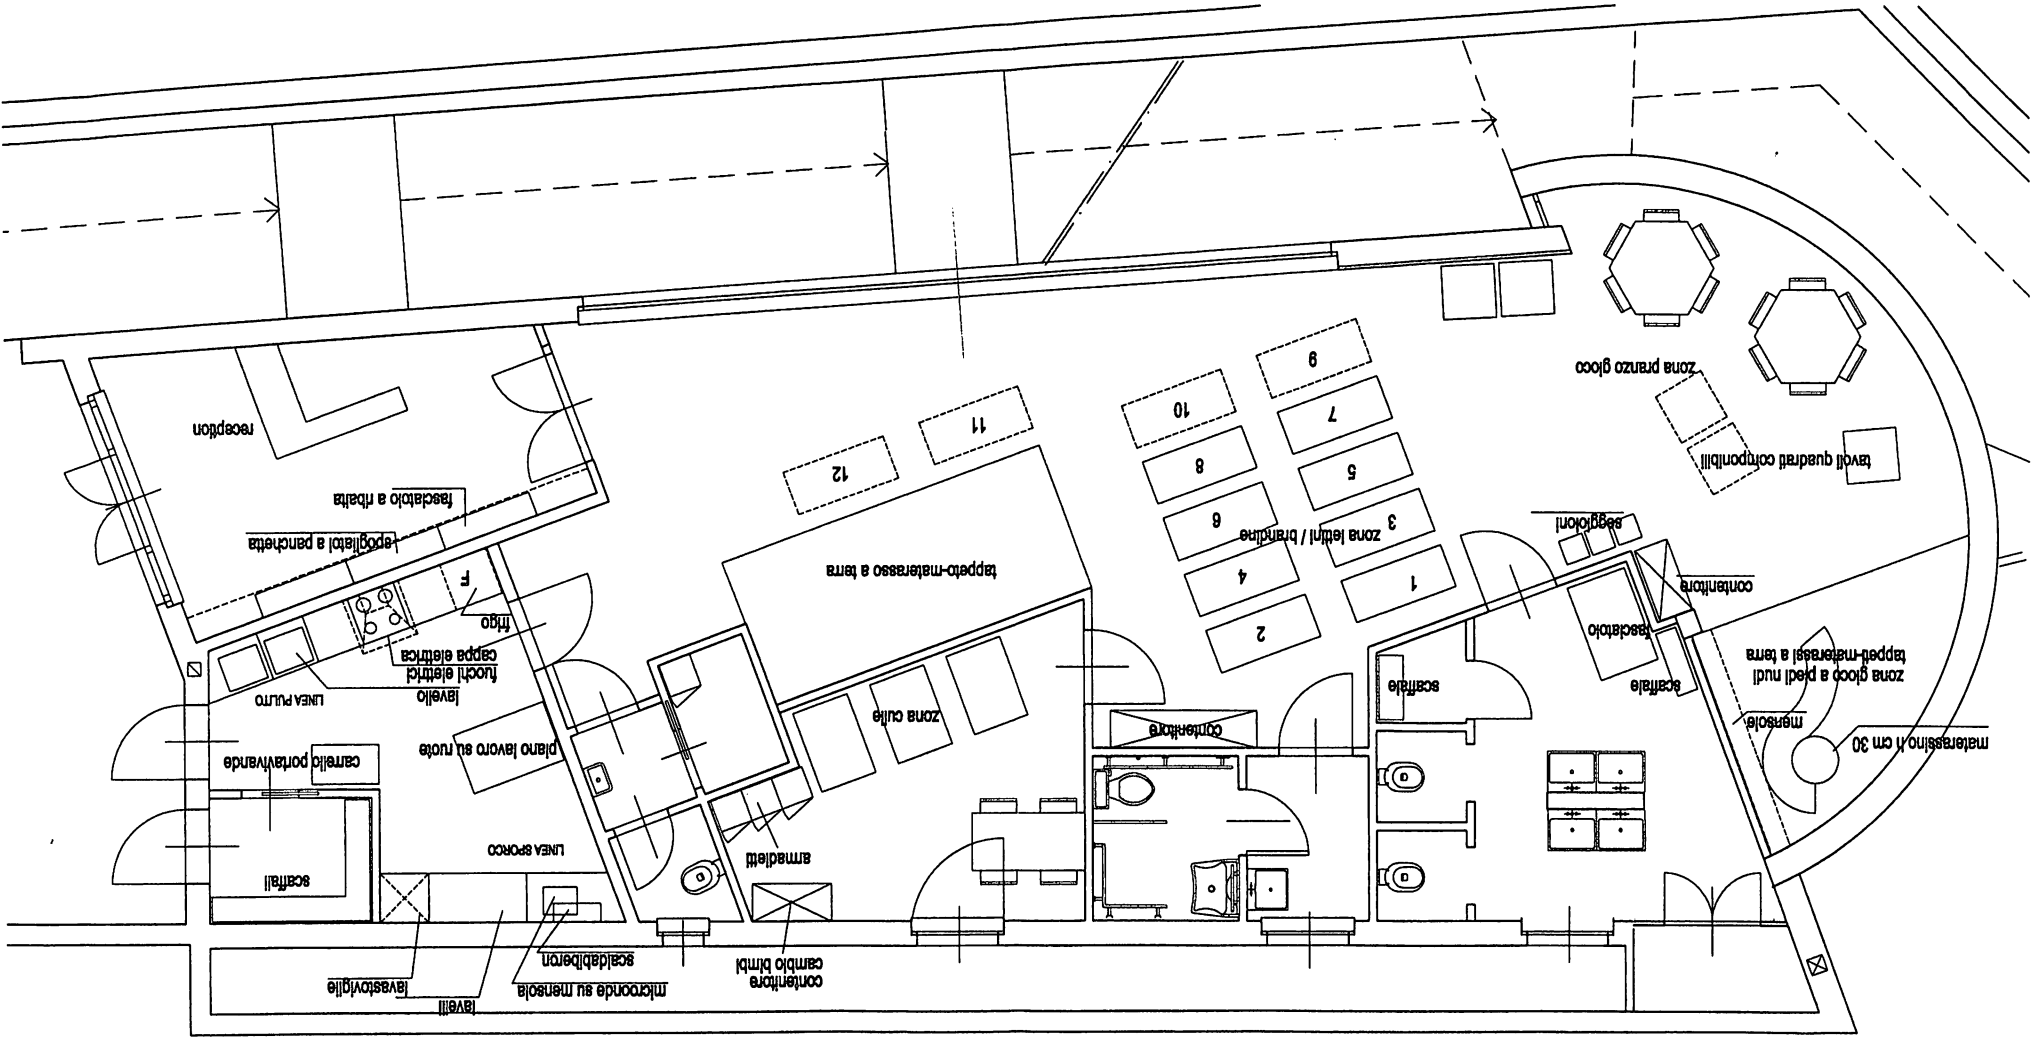 lavelli
microonde su mensola
lavastoviglie
contenitore
cambio bimbi
scaldabiberon
scaffali
armadietti
LINEA SPORCO
carrello portavivande
piano lavoro su ruote
materassino h cm 30
contenitore
mensole
zona culle
LINEA PULITO
lavello
scaffale
scaffale
zona gioco a piedi nudi
tappeti-materassi a terra
fuochi elettrici
cappa elettrica
fasciatoio
2
frigo
contenitore
1
4
F
tappeto-materasso a terra
spogliatoi a panchetta
zona lettini / brandine
3
6
seggioloni
fasciatoio a ribalta
5
8
12
tavoli quadrati componibili
reception
11
7
10
zona pranzo gioco
9